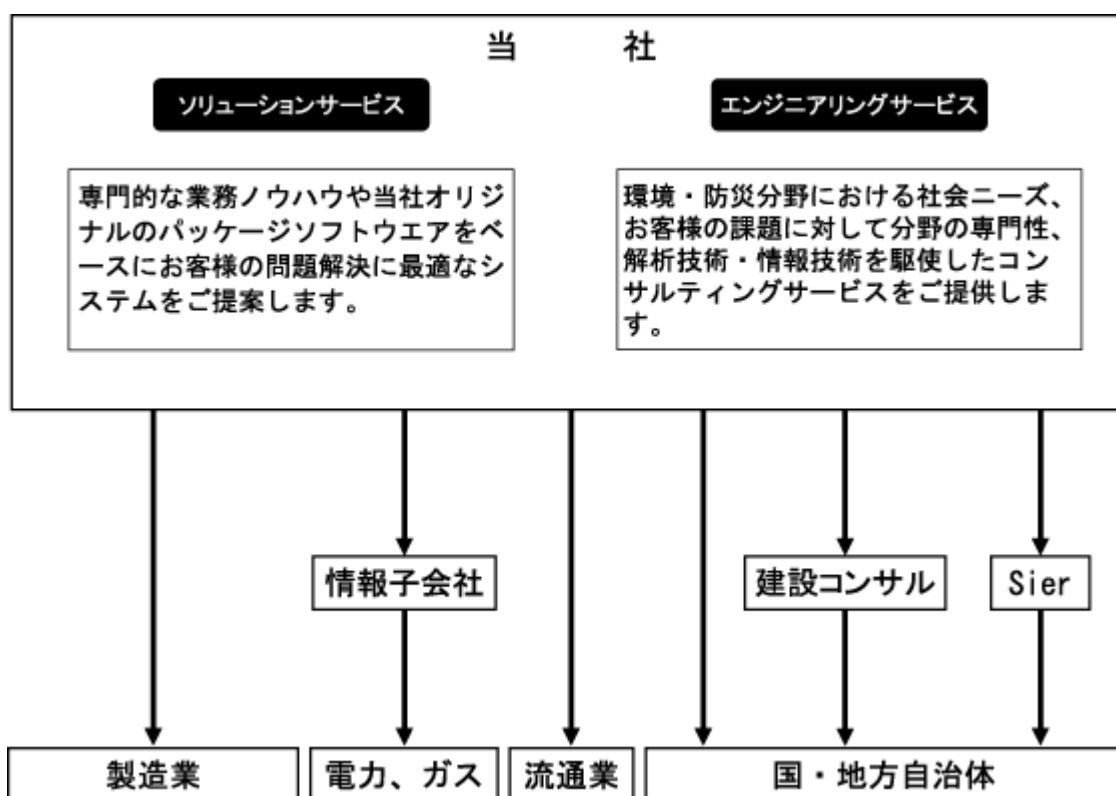 当　　社
ソリューションサービス
エンジニアリングサービス
専門的な業務ノウハウや当社オリジ
ナルのパッケージソフトウエアをベ
ースにお客様の問題解決に最適なシ
ステムをご提案します。
環境・防災分野における社会ニーズ、
お客様の課題に対して分野の専門性、
解析技術・情報技術を駆使したコン
サルティングサービスをご提供しま
す。
情報子会社
建設コンサル
Sier
製造業
電力、ガス
流通業
国・地方自治体